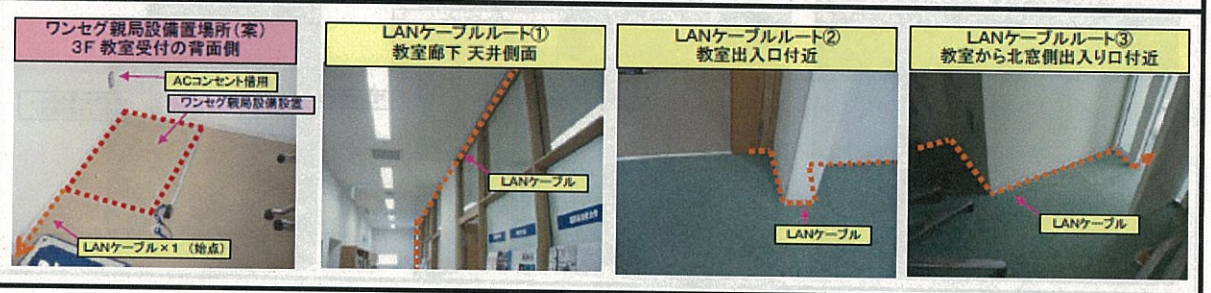 ワンセグ親局設備置場所(案)
3F 教室受付の背面側
ACコンセント借用
ワンセグ親局設備設置
LANケーブル×1 (始点)
LANケーブルルート①
教室廊下 天井側面
LANケーブル
LANケーブルルート②
教室出入口付近
LANケーブル
LANケーブルルート③
教室から北窓側出入り口付近
LANケーブル